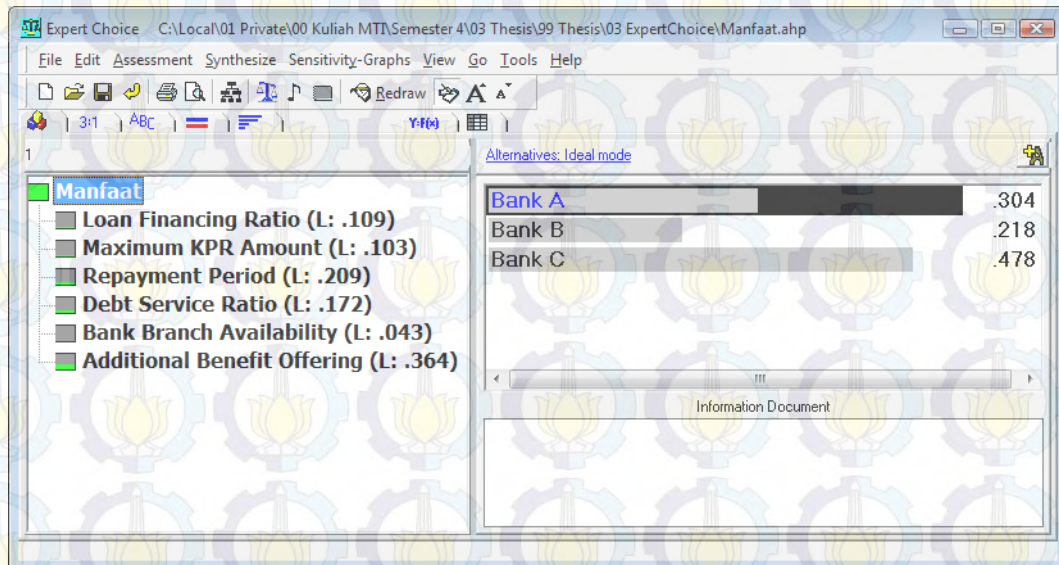 Expert Choice C:\Local\01 Private\00 Kuliah MTI\Semester 4\03 Thesis\99 Thesis\03 ExpertChoice\Manfaat.ahp
File Edit Assessment Synthesize Sensitivity-Graphs View Go Tools Help
Redraw A A
3:1 ABC Y=F(x)
1
Alternatives: Ideal mode
Manfaat
Loan Financing Ratio (L: .109)
Maximum KPR Amount (L: .103)
Repayment Period (L: .209)
Debt Service Ratio (L: .172)
Bank Branch Availability (L: .043)
Additional Benefit Offering (L: .364)
Bank A .304
Bank B .218
Bank C .478
Information Document